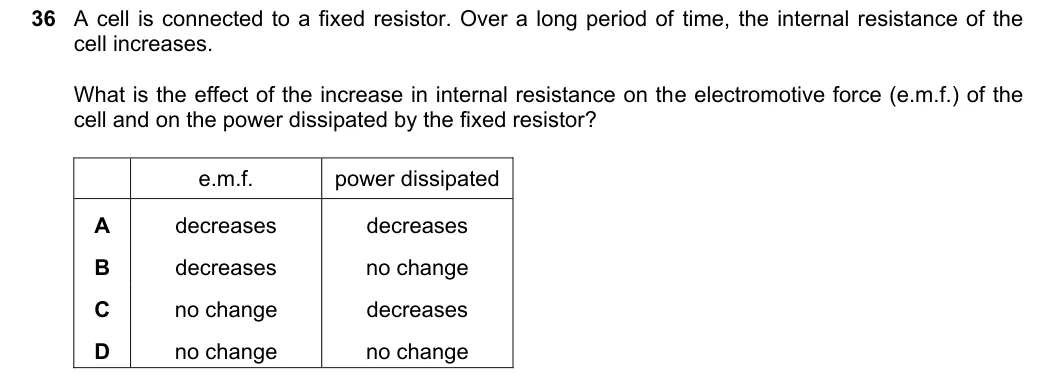 36 A cell is connected to a fixed resistor. Over a long period of time, the internal resistance of the
cell increases.
What is the effect of the increase in internal resistance on the electromotive force (e.m.f.) of the
cell and on the power dissipated by the fixed resistor?
e.m.f. power dissipated
A decreases decreases
B decreases no change
C no change decreases
D no change no change